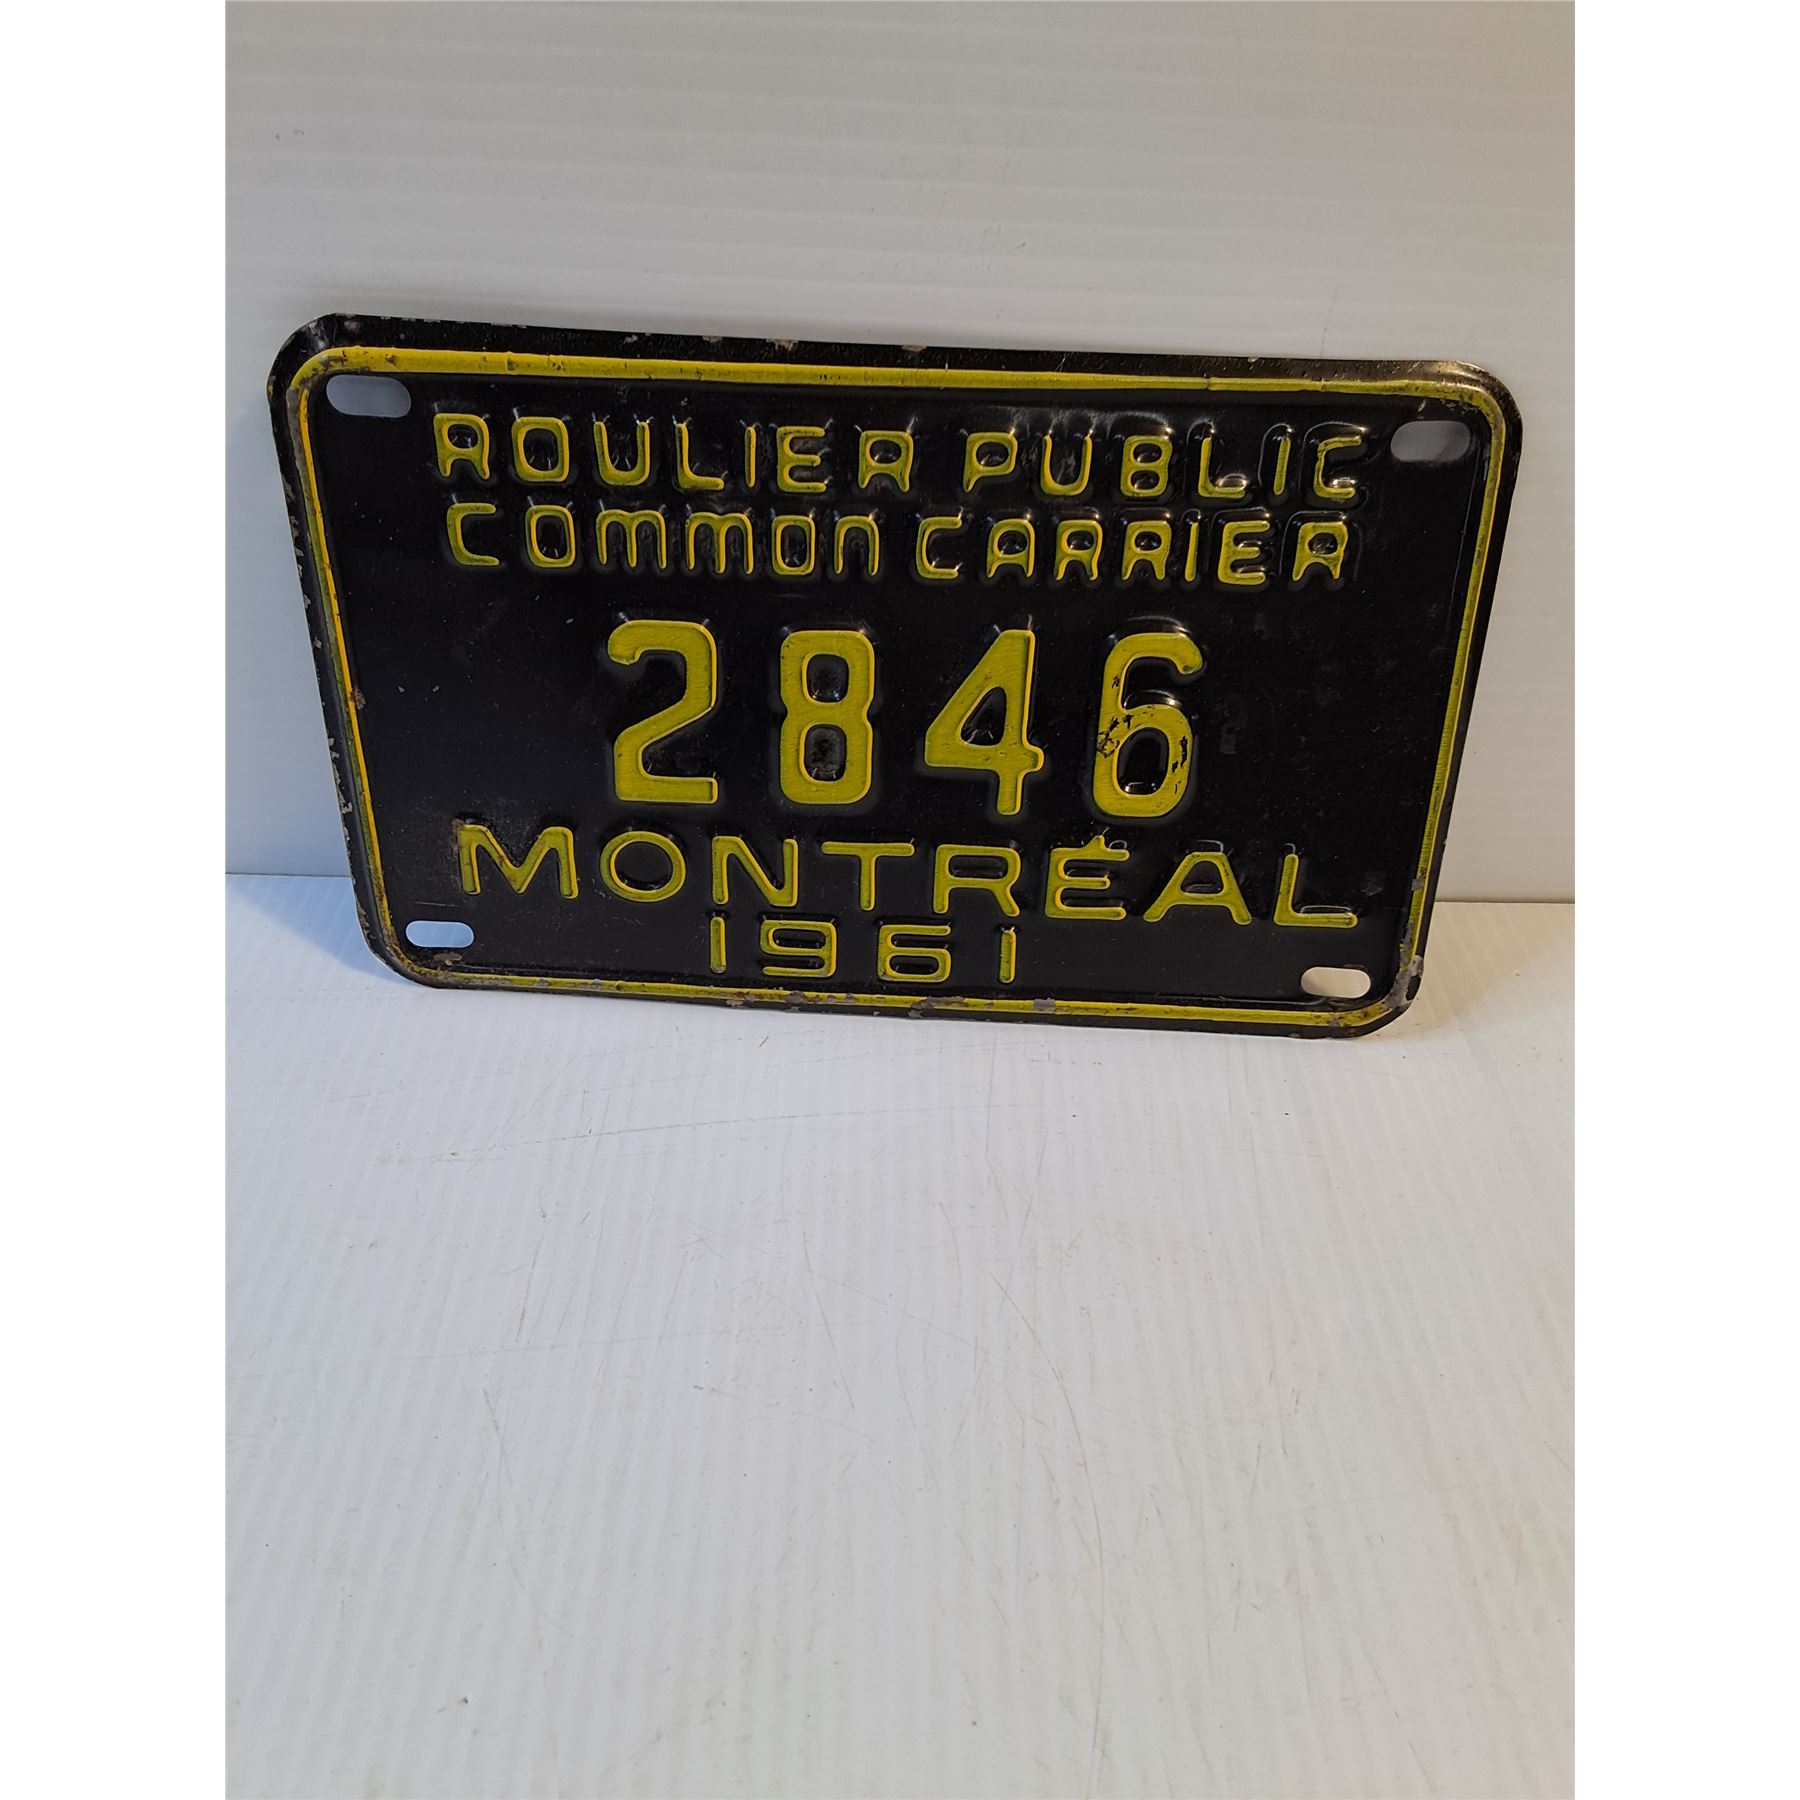 ROULIER PUBLIC
COMMON CARRIER
2846
MONTRÉAL
1961